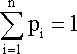 n
∑ pᵢ = 1
i=1